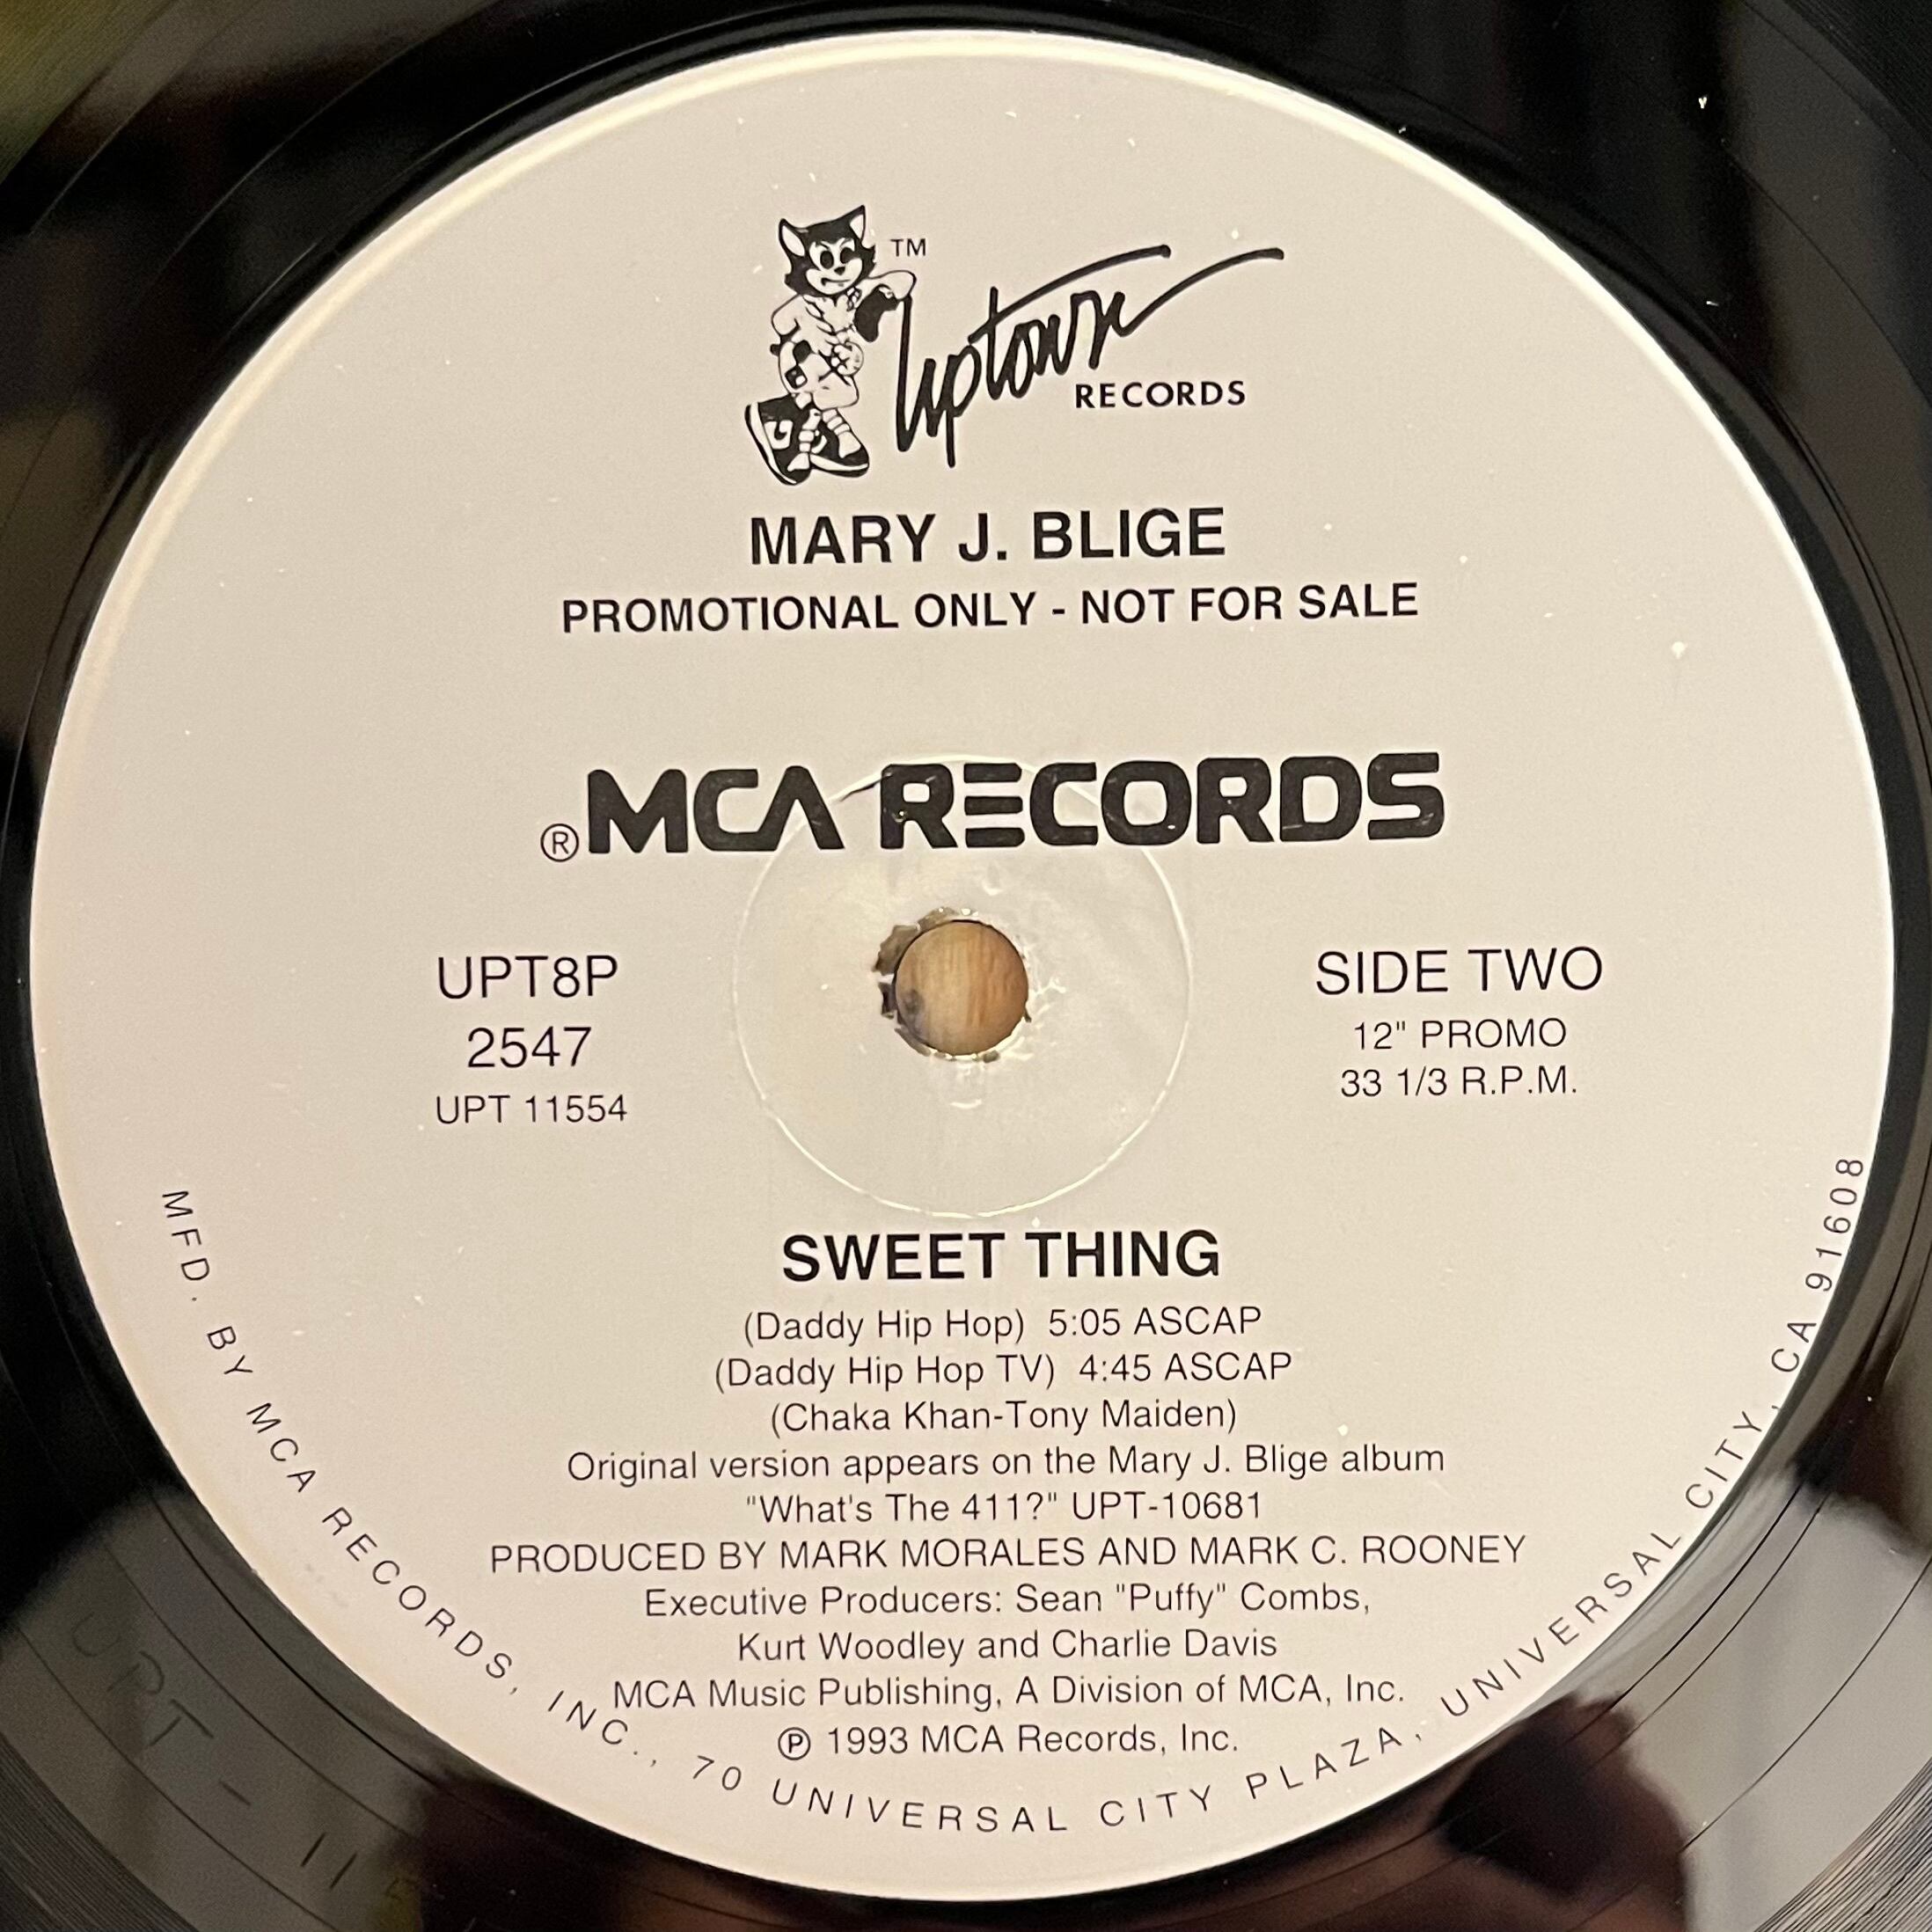 TM
Uptown
RECORDS
MARY J. BLIGE
PROMOTIONAL ONLY - NOT FOR SALE
®MCA RECORDS
UPT8P
2547
UPT 11554
SIDE TWO
12" PROMO
33 1/3 R.P.M.
SWEET THING
(Daddy Hip Hop) 5:05 ASCAP
(Daddy Hip Hop TV) 4:45 ASCAP
(Chaka Khan-Tony Maiden)
Original version appears on the Mary J. Blige album
"What's The 411?" UPT-10681
PRODUCED BY MARK MORALES AND MARK C. ROONEY
Executive Producers: Sean "Puffy" Combs,
Kurt Woodley and Charlie Davis
MCA Music Publishing, A Division of MCA, Inc.
℗ 1993 MCA Records, Inc.
MFD. BY MCA RECORDS, INC., 70 UNIVERSAL CITY PLAZA, UNIVERSAL CITY, CA 91608
UPT - 11